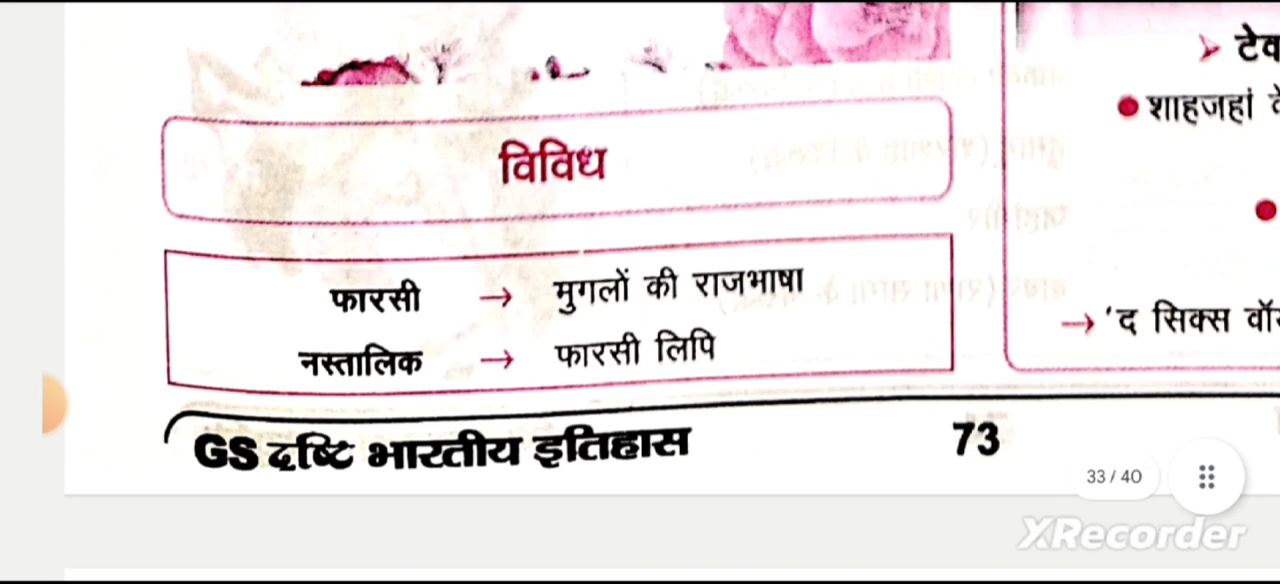 विविध
फारसी → मुगलों की राजभाषा
नस्तालिक → फारसी लिपि
GS दृष्टि भारतीय इतिहास 73
● शाहजहां
→ 'द सिक्स
33 / 40
XRecorder